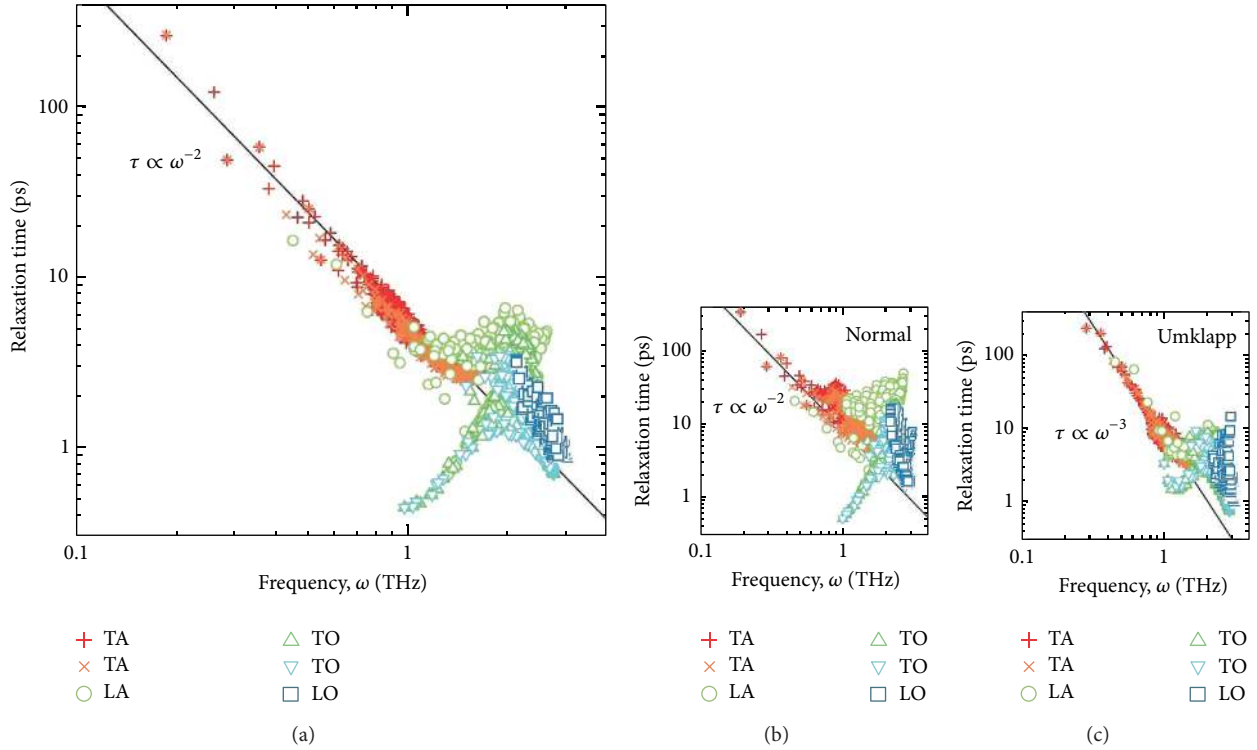 100
10
1
0.1
1
Relaxation time (ps)
τ ∝ ω⁻²
Frequency, ω (THz)
TA
TA
LA
TO
TO
LO
(a)
100
10
1
0.1
1
Relaxation time (ps)
Normal
τ ∝ ω⁻²
Frequency, ω (THz)
TA
TA
LA
TO
TO
LO
(b)
100
10
1
0.1
1
Relaxation time (ps)
Umklapp
τ ∝ ω⁻³
Frequency, ω (THz)
TA
TA
LA
TO
TO
LO
(c)